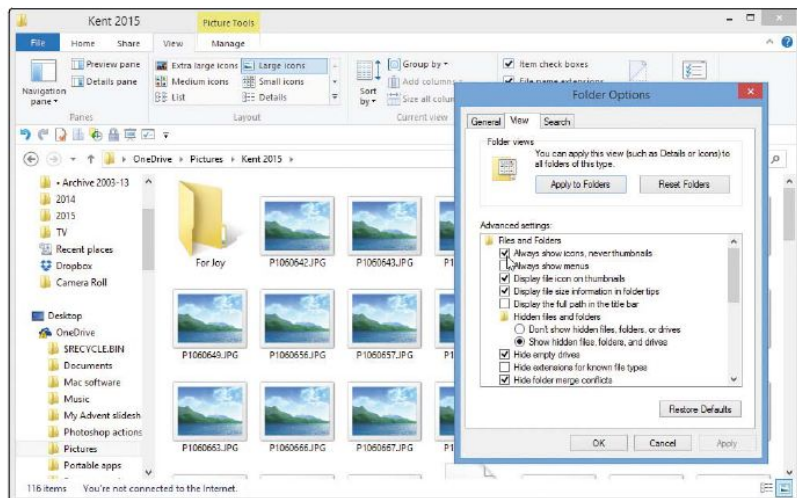 Kent 2015
Picture Tools
File Home Share View Manage
Navigation pane
Preview pane
Details pane
Panes
Extra large icons Large icons
Medium icons Small icons
List Details
Layout
Sort by
Group by
Add columns
Size all colu
Current view
Item check boxes
File name extensions
OneDrive Pictures Kent 2015
Archive 2003-13
2014
2015
TV
Recent places
Dropbox
Camera Roll
Desktop
OneDrive
$RECYCLE.BIN
Documents
Mac software
Music
My Advent slidesh
Photoshop actions
Pictures
Portable apps
For Joy P1060642.JPG P1060643.JPG
P1060649.JPG P1060656.JPG P1060657.JPG
P1060663.JPG P1060666.JPG P1060667.JPG
116 items You're not connected to the Internet.
Folder Options
General View Search
Folder views
You can apply this view (such as Details or Icons) to
all folders of this type.
Apply to Folders Reset Folders
Advanced settings:
Files and Folders
Always show icons, never thumbnails
Always show menus
Display file icon on thumbnails
Display file size information in folder tips
Display the full path in the title bar
Hidden files and folders
Don't show hidden files, folders, or drives
Show hidden files, folders, and drives
Hide empty drives
Hide extensions for known file types
Hide folder merge conflicts
Restore Defaults
OK Cancel Apply